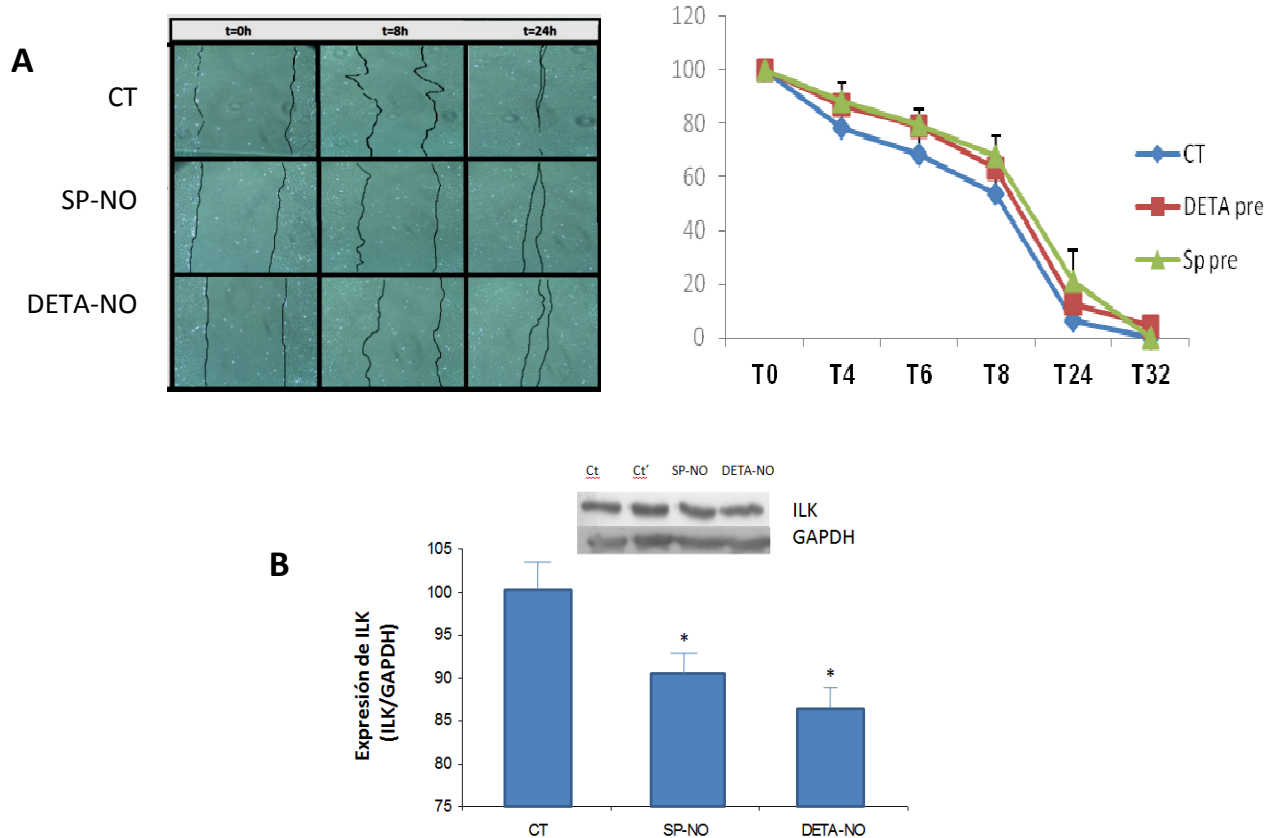 A
t=0h t=8h t=24h
CT
SP-NO
DETA-NO
120
100
80
60
40
20
0
T0 T4 T6 T8 T24 T32
CT
DETA pre
Sp pre
B
Ct Ct´ SP-NO DETA-NO
ILK
GAPDH
Expresión de ILK
(ILK/GAPDH)
105
100
95
90
85
80
75
*
*
CT SP-NO DETA-NO